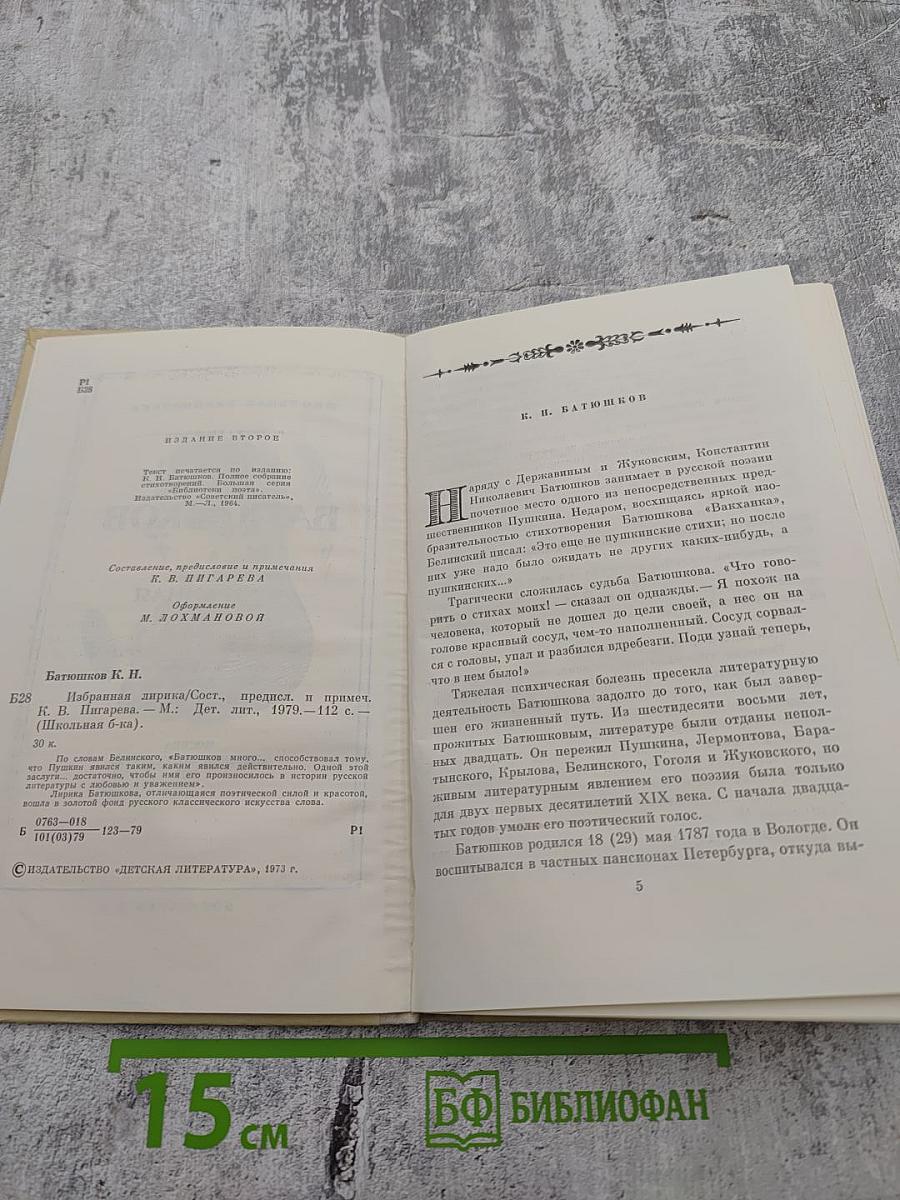 Р1
Б28
ИЗДАНИЕ ВТОРОЕ
Текст печатается по изданию:
К. Н. Батюшков. Полное собрание
стихотворений. Большая серия
«Библиотеки поэта».
Издательство «Советский писатель»,
М.—Л., 1964.
Составление, предисловие и примечания
К. В. ПИГАРЕВА
Оформление
М. ЛОХМАНОВОЙ
Батюшков К. Н.
Б28 Избранная лирика/Сост., предисл. и примеч.
К. В. Пигарева. — М.: Дет. лит., 1979.—112 с. —
(Школьная б-ка).
30 к.
По словам Белинского, «Батюшков много... способствовал тому,
что Пушкин явился таким, каким явился действительно. Одной этой
заслуги... достаточно, чтобы имя его произносилось в истории русской
литературы с любовью и уважением».
Лирика Батюшкова, отличающаяся поэтической силой и красотой,
вошла в золотой фонд русского классического искусства слова.
Б 0763—018
101(03)79 123—79 Р1
© ИЗДАТЕЛЬСТВО «ДЕТСКАЯ ЛИТЕРАТУРА», 1973 г.
К. Н. БАТЮШКОВ
Наряду с Державиным и Жуковским, Константин
Николаевич Батюшков занимает в русской поэзии
почетное место одного из непосредственных пред-
шественников Пушкина. Недаром, восхищаясь яркой изо-
бразительностью стихотворения Батюшкова «Вакханка»,
Белинский писал: «Это еще не пушкинские стихи; но после
них уже надо было ожидать не других каких-нибудь, а
пушкинских...»
Трагически сложилась судьба Батюшкова. «Что гово-
рить о стихах моих! — сказал он однажды.— Я похож на
человека, который не дошел до цели своей, а нес он на
голове красивый сосуд, чем-то наполненный. Сосуд сорвал-
ся с головы, упал и разбился вдребезги. Поди узнай теперь,
что в нем было!»
Тяжелая психическая болезнь пресекла литературную
деятельность Батюшкова задолго до того, как был завер-
шен его жизненный путь. Из шестидесяти восьми лет,
прожитых Батюшковым, литературе были отданы непол-
ных двадцать. Он пережил Пушкина, Лермонтова, Бара-
тынского, Крылова, Белинского, Гоголя и Жуковского, но
живым литературным явлением его поэзия была только
для двух первых десятилетий XIX века. С начала двадца-
тых годов умолк его поэтический голос.
Батюшков родился 18 (29) мая 1787 года в Вологде. Он
воспитывался в частных пансионах Петербурга, откуда вы-
5
15 см
БФ БИБЛИОФАН